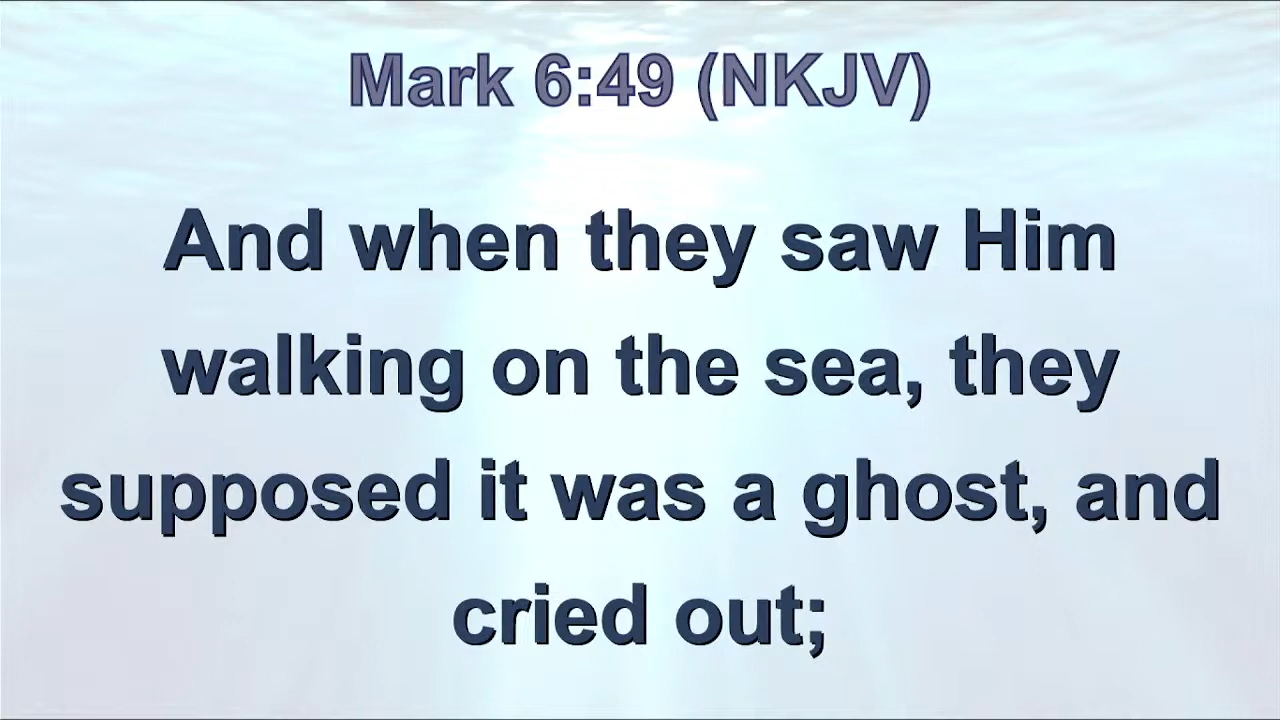 Mark 6:49 (NKJV)
And when they saw Him
walking on the sea, they
supposed it was a ghost, and
cried out;